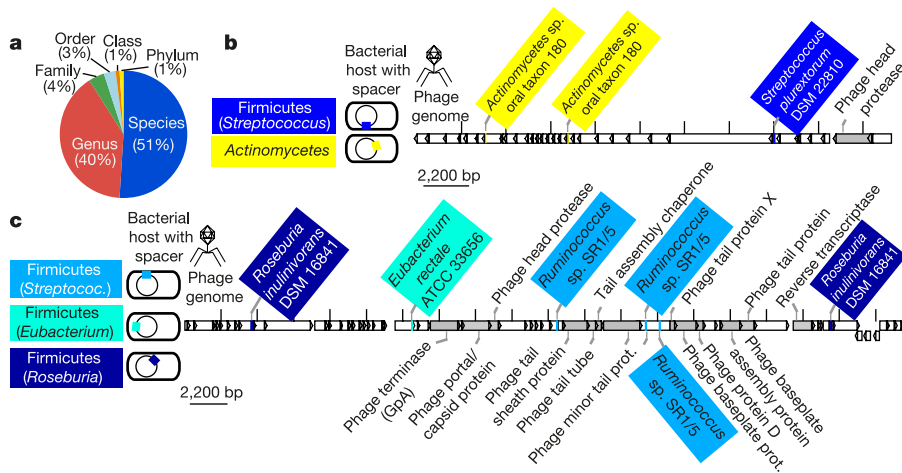 a
Order
(3%)
Class
(1%)
Phylum
(1%)
Family
(4%)
Genus
(40%)
Species
(51%)
b
Bacterial
host with
spacer
Phage
genome
Firmicutes
(Streptococcus)
Actinomycetes
Actinomycetes sp.
oral taxon 180
Actinomycetes sp.
oral taxon 180
Streptococcus
plurextorum
DSM 22810
Phage head
protease
2,200 bp
c
Bacterial
host with
spacer
Phage
genome
Firmicutes
(Streptococ.)
Firmicutes
(Eubacterium)
Firmicutes
(Roseburia)
Roseburia
inulinivorans
DSM 16841
Eubacterium
rectale
ATCC 33656
Phage head protease
Ruminococcus
sp. SR1/5
Tail assembly chaperone
Ruminococcus
sp. SR1/5
Phage tail protein X
Phage tail protein
Reverse transcriptase
Roseburia
inulinivorans
DSM 16841
2,200 bp
Phage terminase
(GpA)
Phage portal/
capsid protein
Phage tail
sheath protein
Phage tail tube
Phage minor tail prot.
Ruminococcus
sp. SR1/5
Phage baseplate prot.
Phage protein D
Phage baseplate
assembly protein